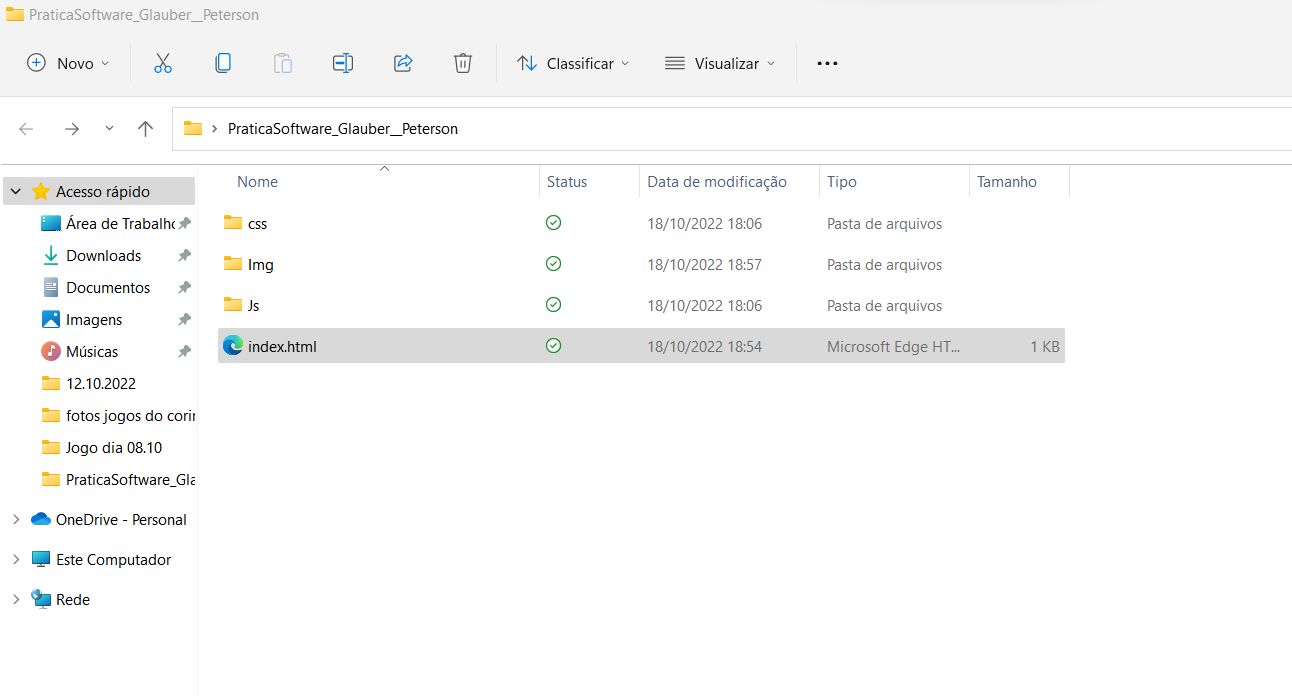 PraticaSoftware_Glauber__Peterson
Novo Classificar Visualizar
PraticaSoftware_Glauber__Peterson
Nome Status Data de modificação Tipo Tamanho
Acesso rápido
Área de Trabalho
Downloads
Documentos
Imagens
Músicas
12.10.2022
fotos jogos do corin
Jogo dia 08.10
PraticaSoftware_Gla
OneDrive - Personal
Este Computador
Rede
css 18/10/2022 18:06 Pasta de arquivos
Img 18/10/2022 18:57 Pasta de arquivos
Js 18/10/2022 18:06 Pasta de arquivos
index.html 18/10/2022 18:54 Microsoft Edge HT... 1 KB